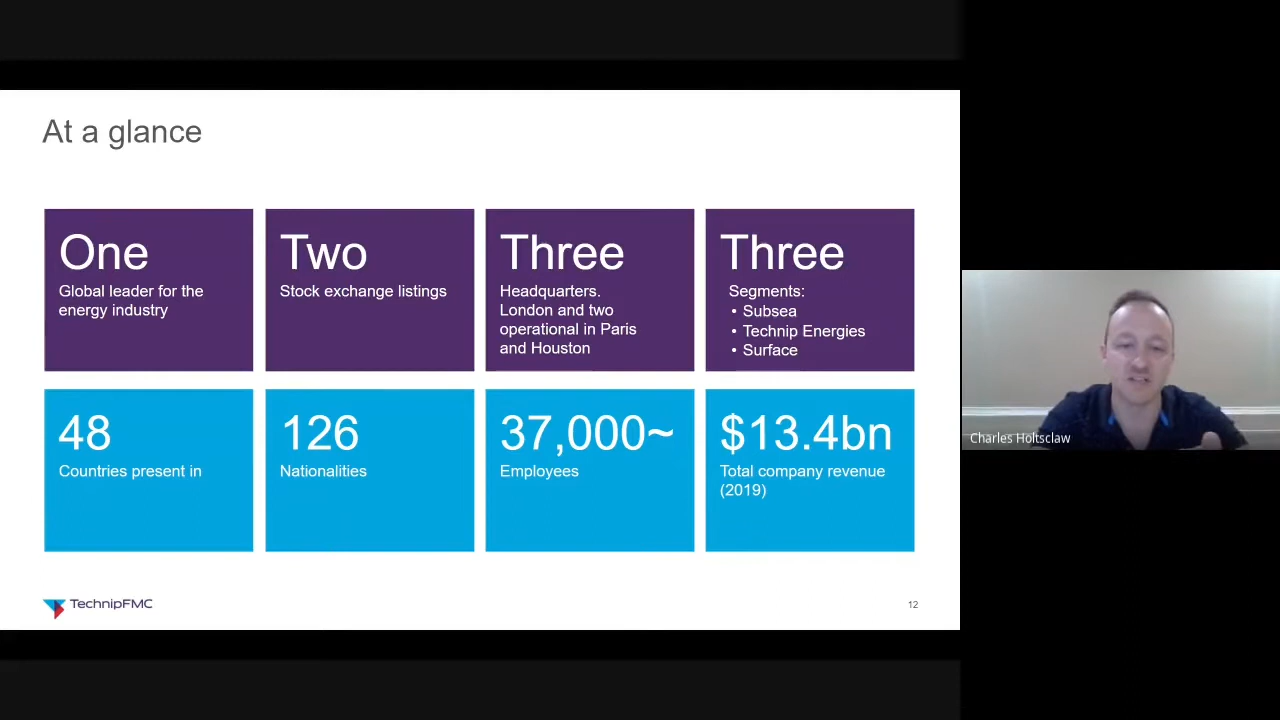 At a glance
One
Global leader for the
energy industry
Two
Stock exchange listings
Three
Headquarters.
London and two
operational in Paris
and Houston
Three
Segments:
• Subsea
• Technip Energies
• Surface
48
Countries present in
126
Nationalities
37,000~
Employees
$13.4bn
Total company revenue
(2019)
TechnipFMC
12
Charles Holtsclaw